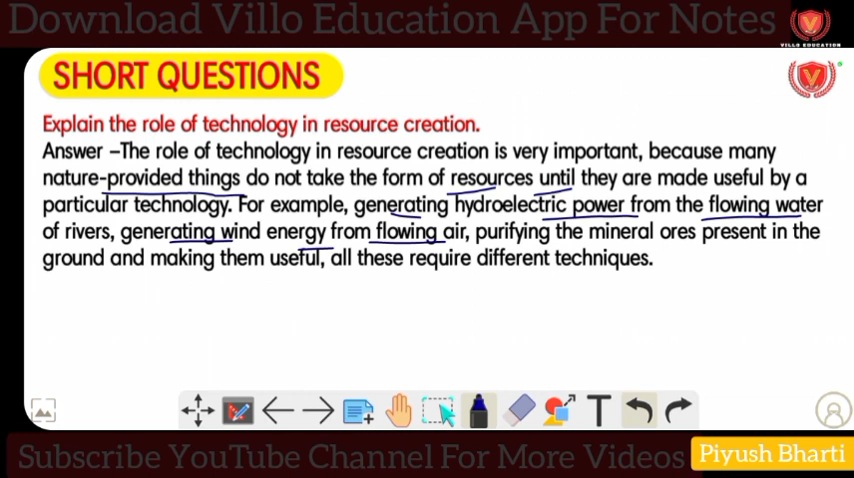 Download Villo Education App For Notes
VILLO EDUCATION
SHORT QUESTIONS
Explain the role of technology in resource creation.
Answer –The role of technology in resource creation is very important, because many
nature-provided things do not take the form of resources until they are made useful by a
particular technology. For example, generating hydroelectric power from the flowing water
of rivers, generating wind energy from flowing air, purifying the mineral ores present in the
ground and making them useful, all these require different techniques.
T
Subscribe YouTube Channel For More Videos
Piyush Bharti